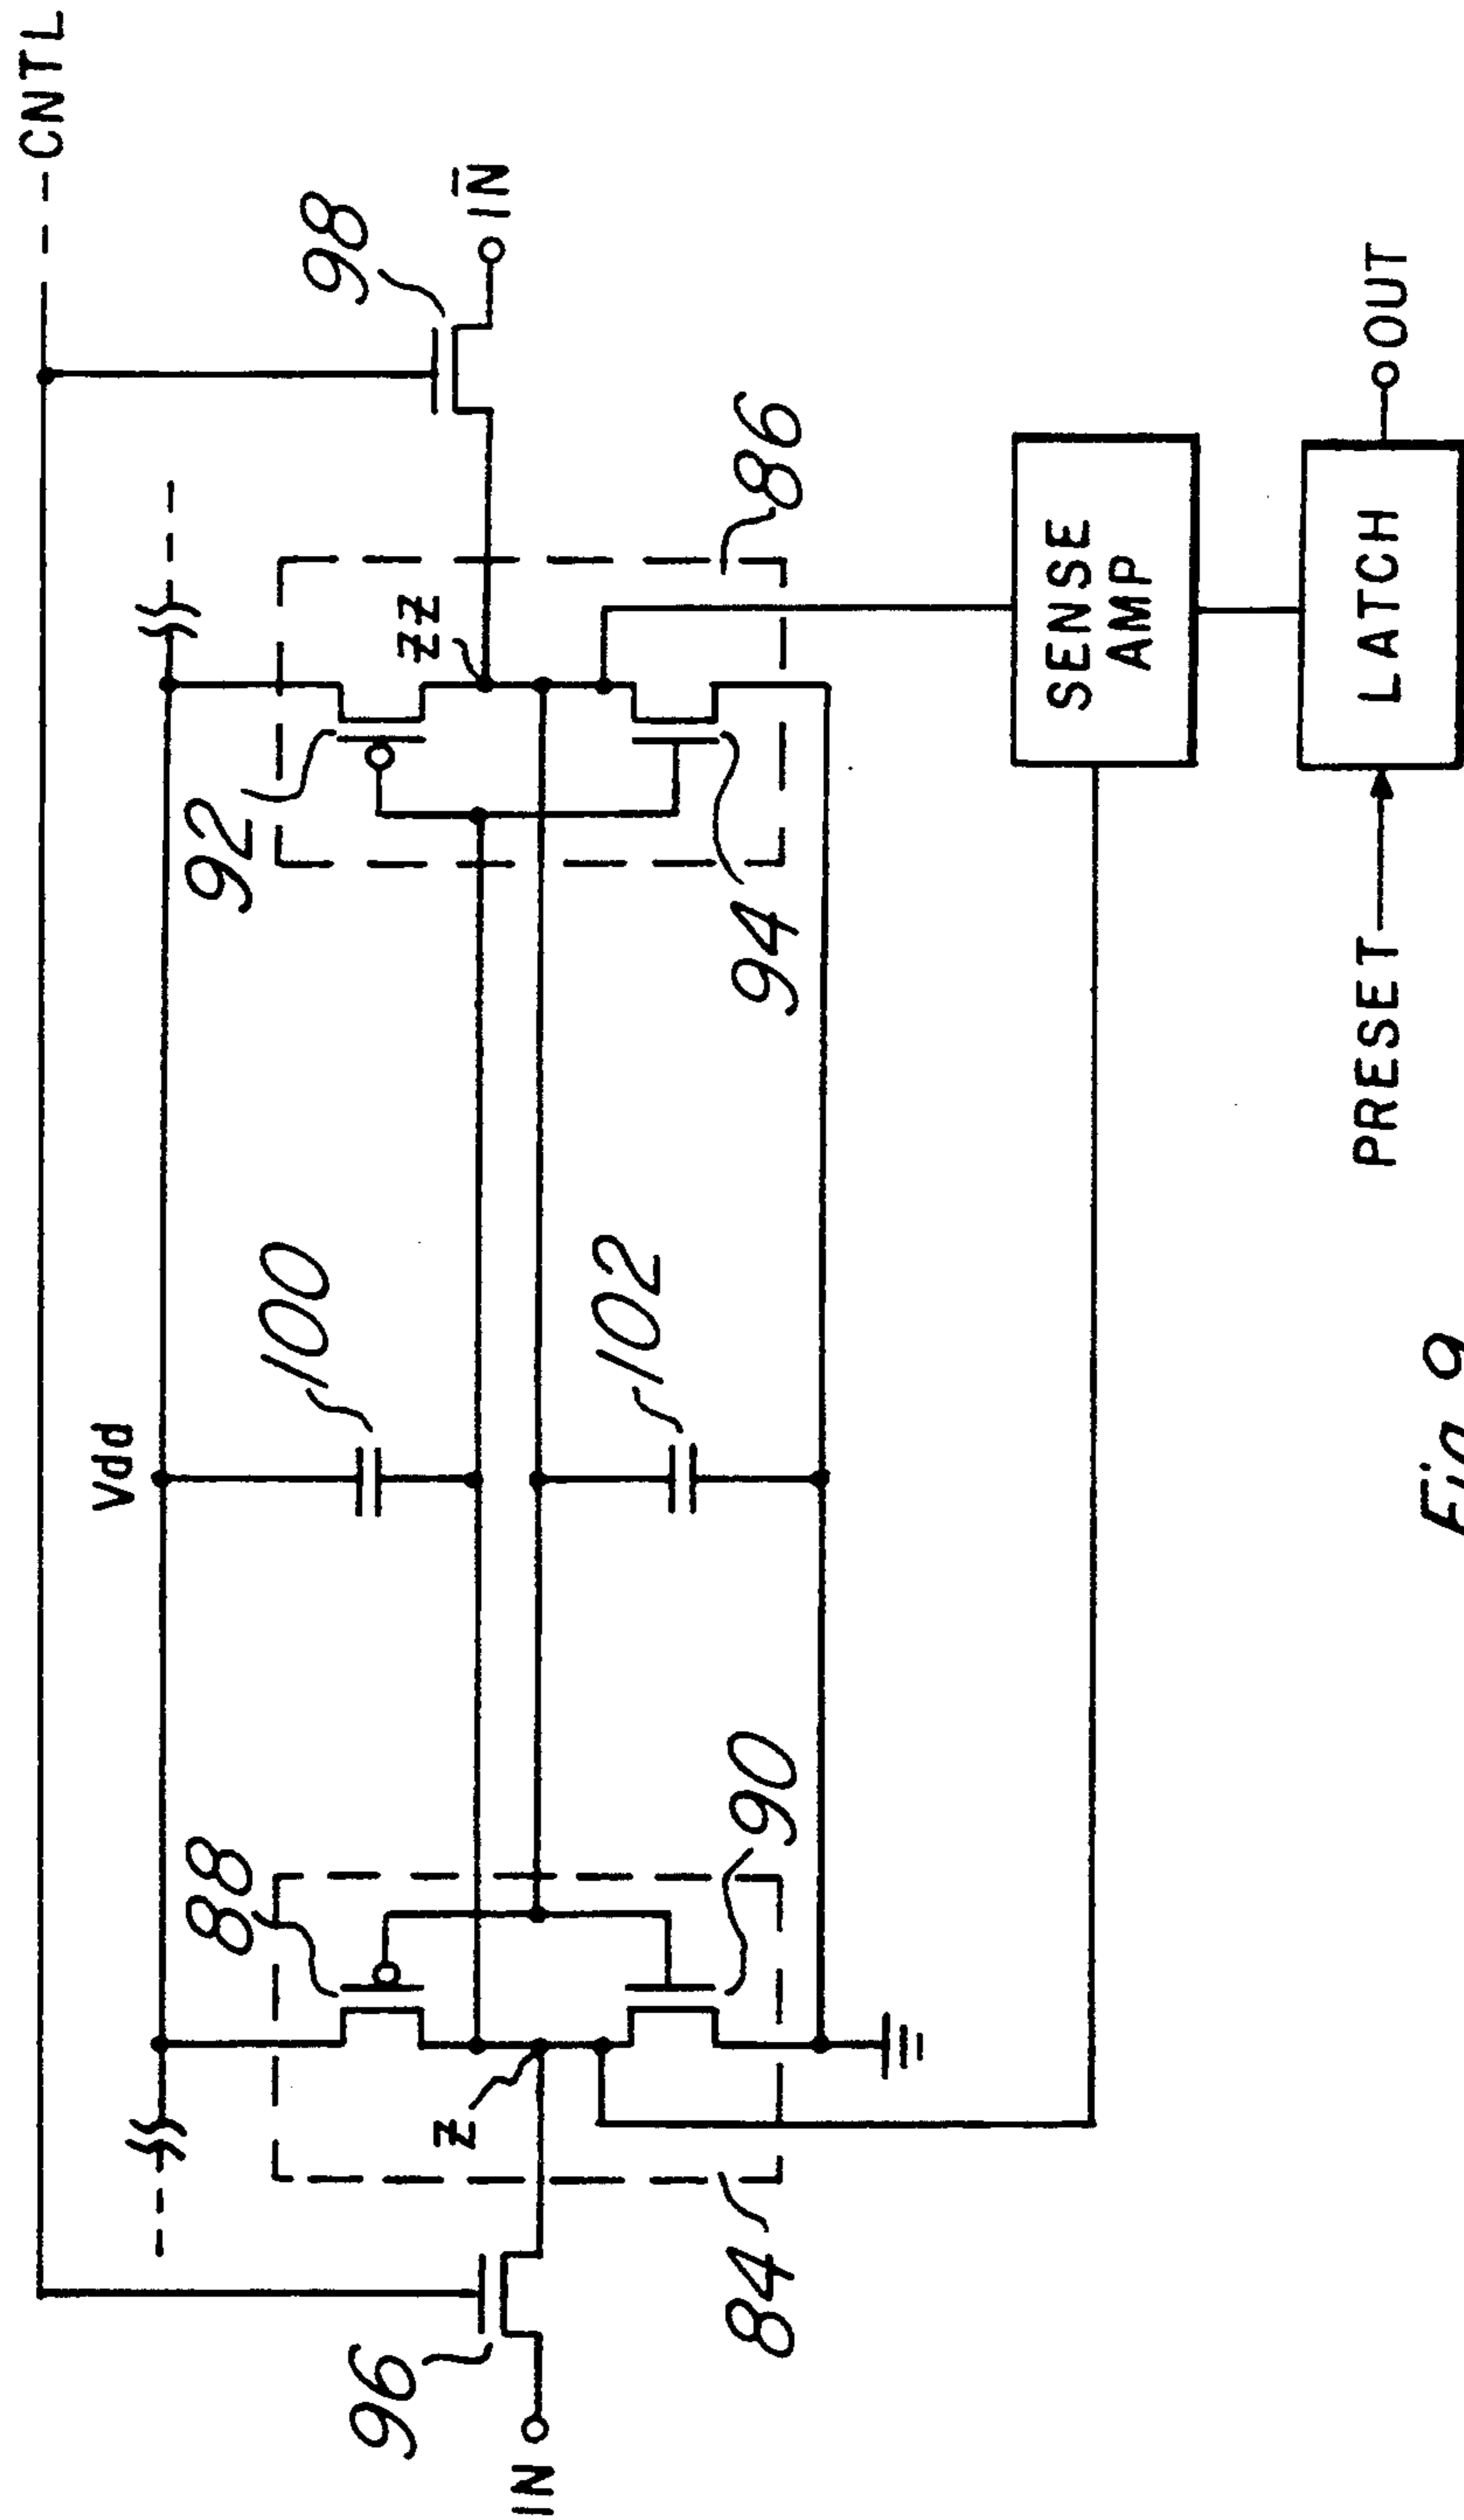 CNTL
Vdd
88
100
92
98
96
IN
Z
ZZ
IN̅
84
90
102
94
86
SENSE
AMP
PRESET
LATCH
OUT